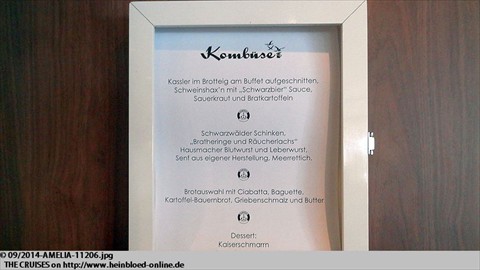 Kombüse
Kassler im Brotteig am Buffet aufgeschnitten,
Schweinshax'n mit „Schwarzbier“ Sauce,
Sauerkraut und Bratkartoffeln
Schwarzwälder Schinken,
„Bratheringe und Räucherlachs“
Hausmacher Blutwurst und Leberwurst,
Senf aus eigener Herstellung, Meerrettich,
Brotauswahl mit Ciabatta, Baguette,
Kartoffel-Bauernbrot, Griebenschmalz und Butter
Dessert:
Kaiserschmarrn
© 09/2014-AMELIA-11206.jpg
THE CRUISES on http://www.heinbloed-online.de